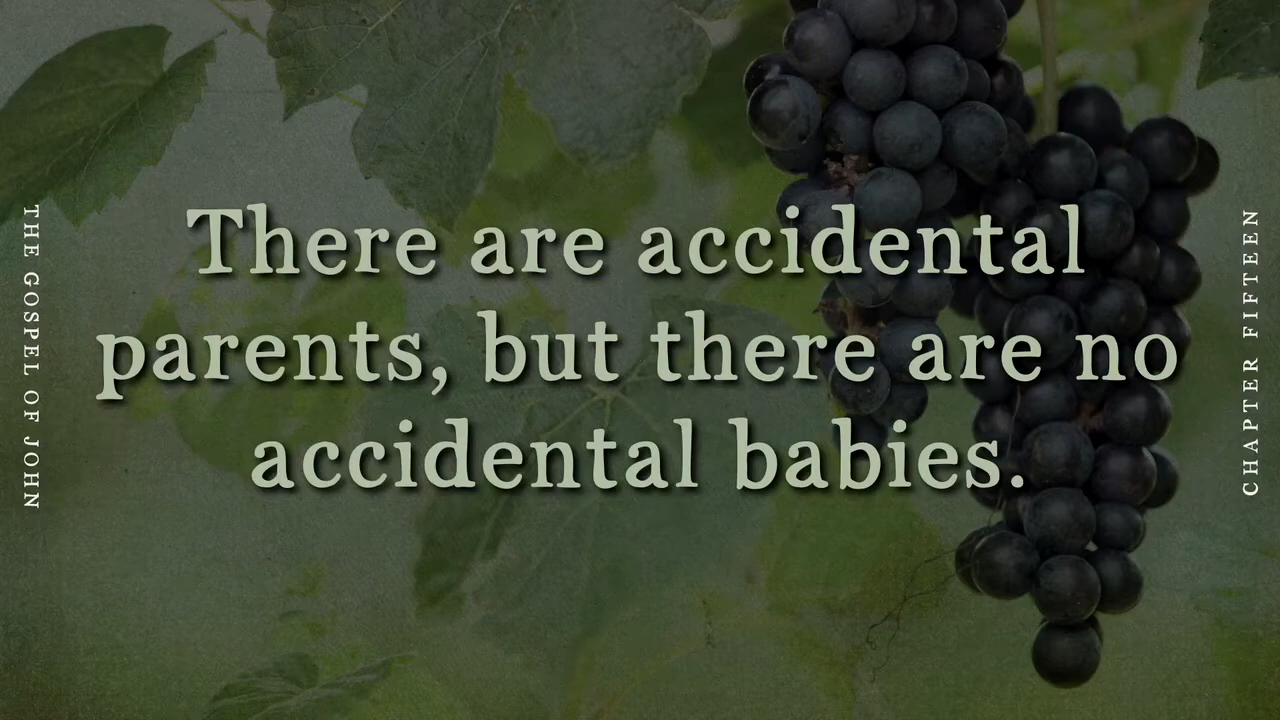 There are accidental
parents, but there are no
accidental babies.
THE GOSPEL OF JOHN
CHAPTER FIFTEEN